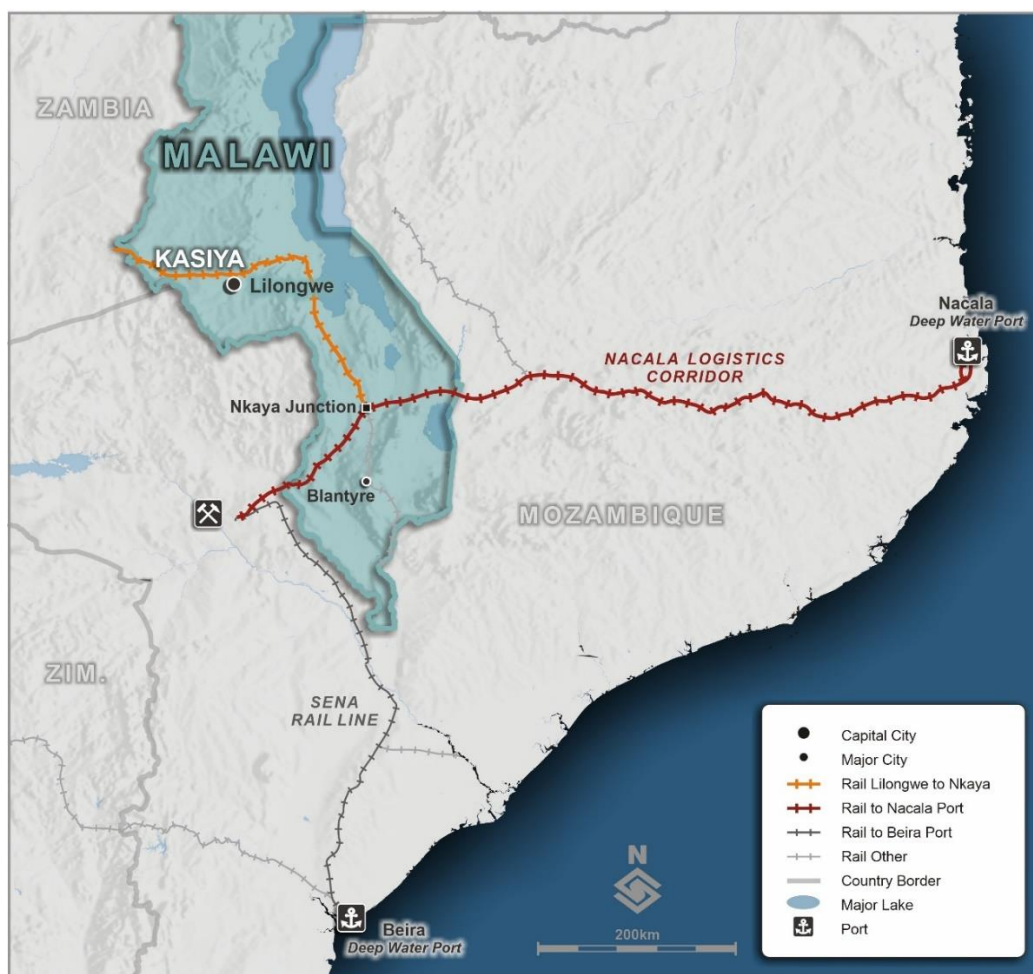 ZAMBIA
MALAWI
KASIYA
Lilongwe
Nacala
Deep Water Port
NACALA LOGISTICS
CORRIDOR
Nkaya Junction
Blantyre
MOZAMBIQUE
ZIM.
SENA
RAIL LINE
Beira
Deep Water Port
N
200km
Capital City
Major City
Rail Lilongwe to Nkaya
Rail to Nacala Port
Rail to Beira Port
Rail Other
Country Border
Major Lake
Port